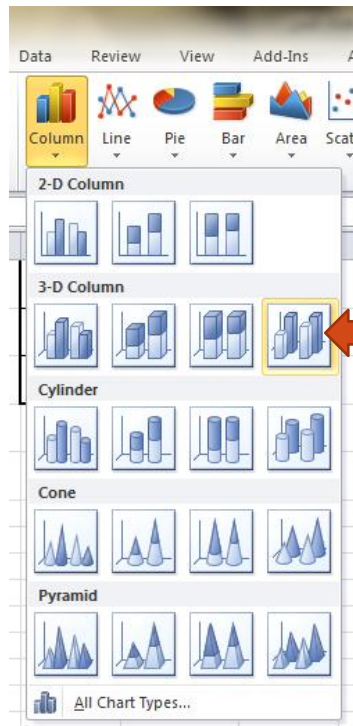 Data Review View Add-Ins
Column Line Pie Bar Area Scat
2-D Column
3-D Column
Cylinder
Cone
Pyramid
All Chart Types...